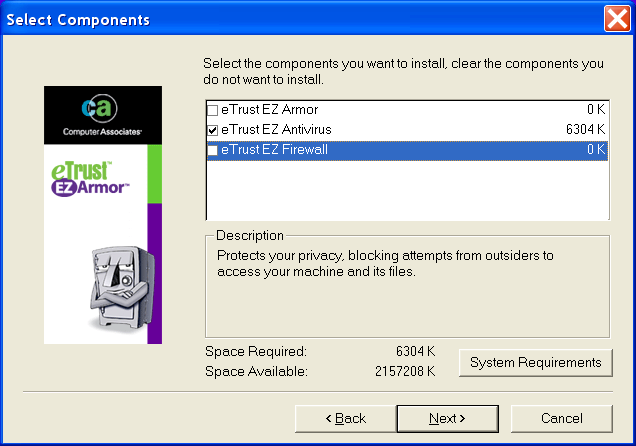 Select Components
Select the components you want to install, clear the components you
do not want to install.
ca
Computer Associates®
eTrust™
EZ Armor™
eTrust EZ Armor 0 K
eTrust EZ Antivirus 6304 K
eTrust EZ Firewall 0 K
Description
Protects your privacy, blocking attempts from outsiders to
access your machine and its files.
Space Required: 6304 K
Space Available: 2157208 K
System Requirements
< Back
Next >
Cancel